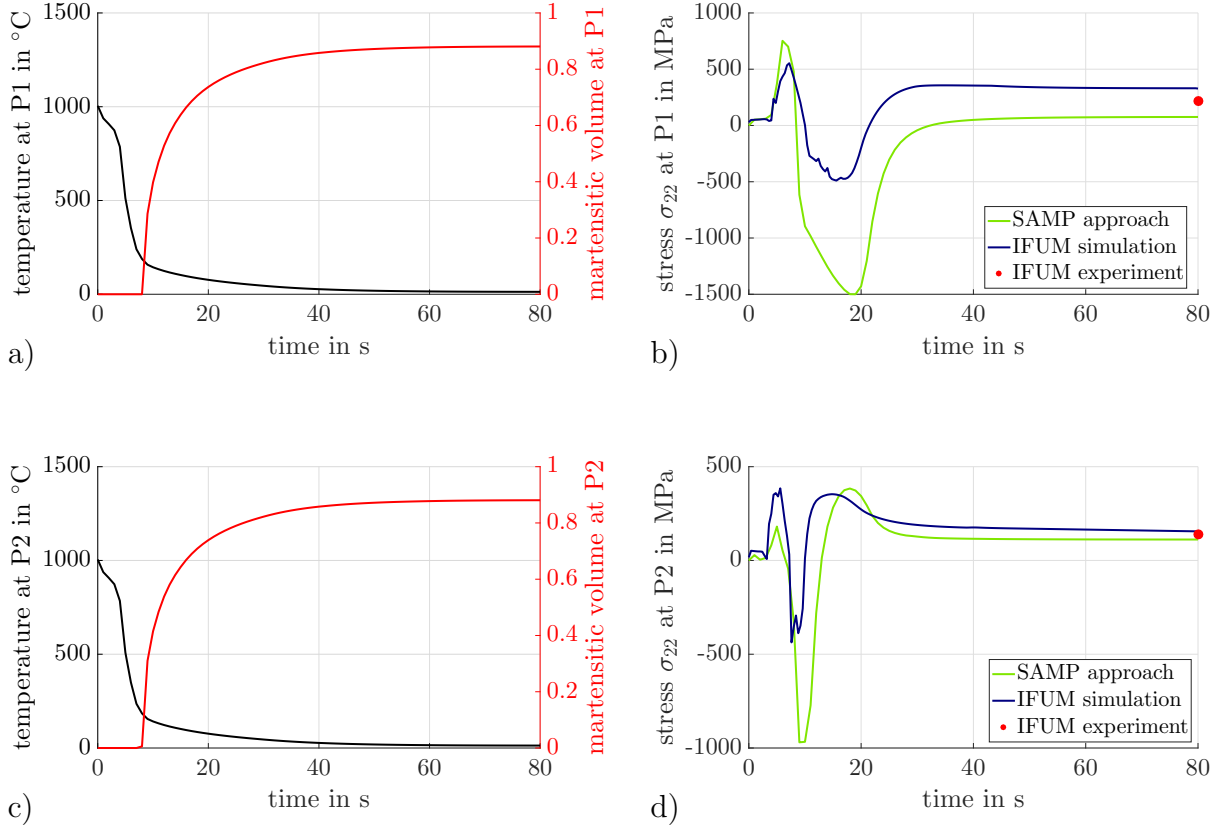 temperature at P1 in °C
1500
1000
500
0
0 20 40 60 80
time in s
1
0.8
0.6
0.4
0.2
0
martensitic volume at P1
a)
stress σ22 at P1 in MPa
1000
500
0
-500
-1000
-1500
0 20 40 60 80
time in s
SAMP approach
IFUM simulation
IFUM experiment
b)
temperature at P2 in °C
1500
1000
500
0
0 20 40 60 80
time in s
1
0.8
0.6
0.4
0.2
0
martensitic volume at P2
c)
stress σ22 at P2 in MPa
500
0
-500
-1000
0 20 40 60 80
time in s
SAMP approach
IFUM simulation
IFUM experiment
d)